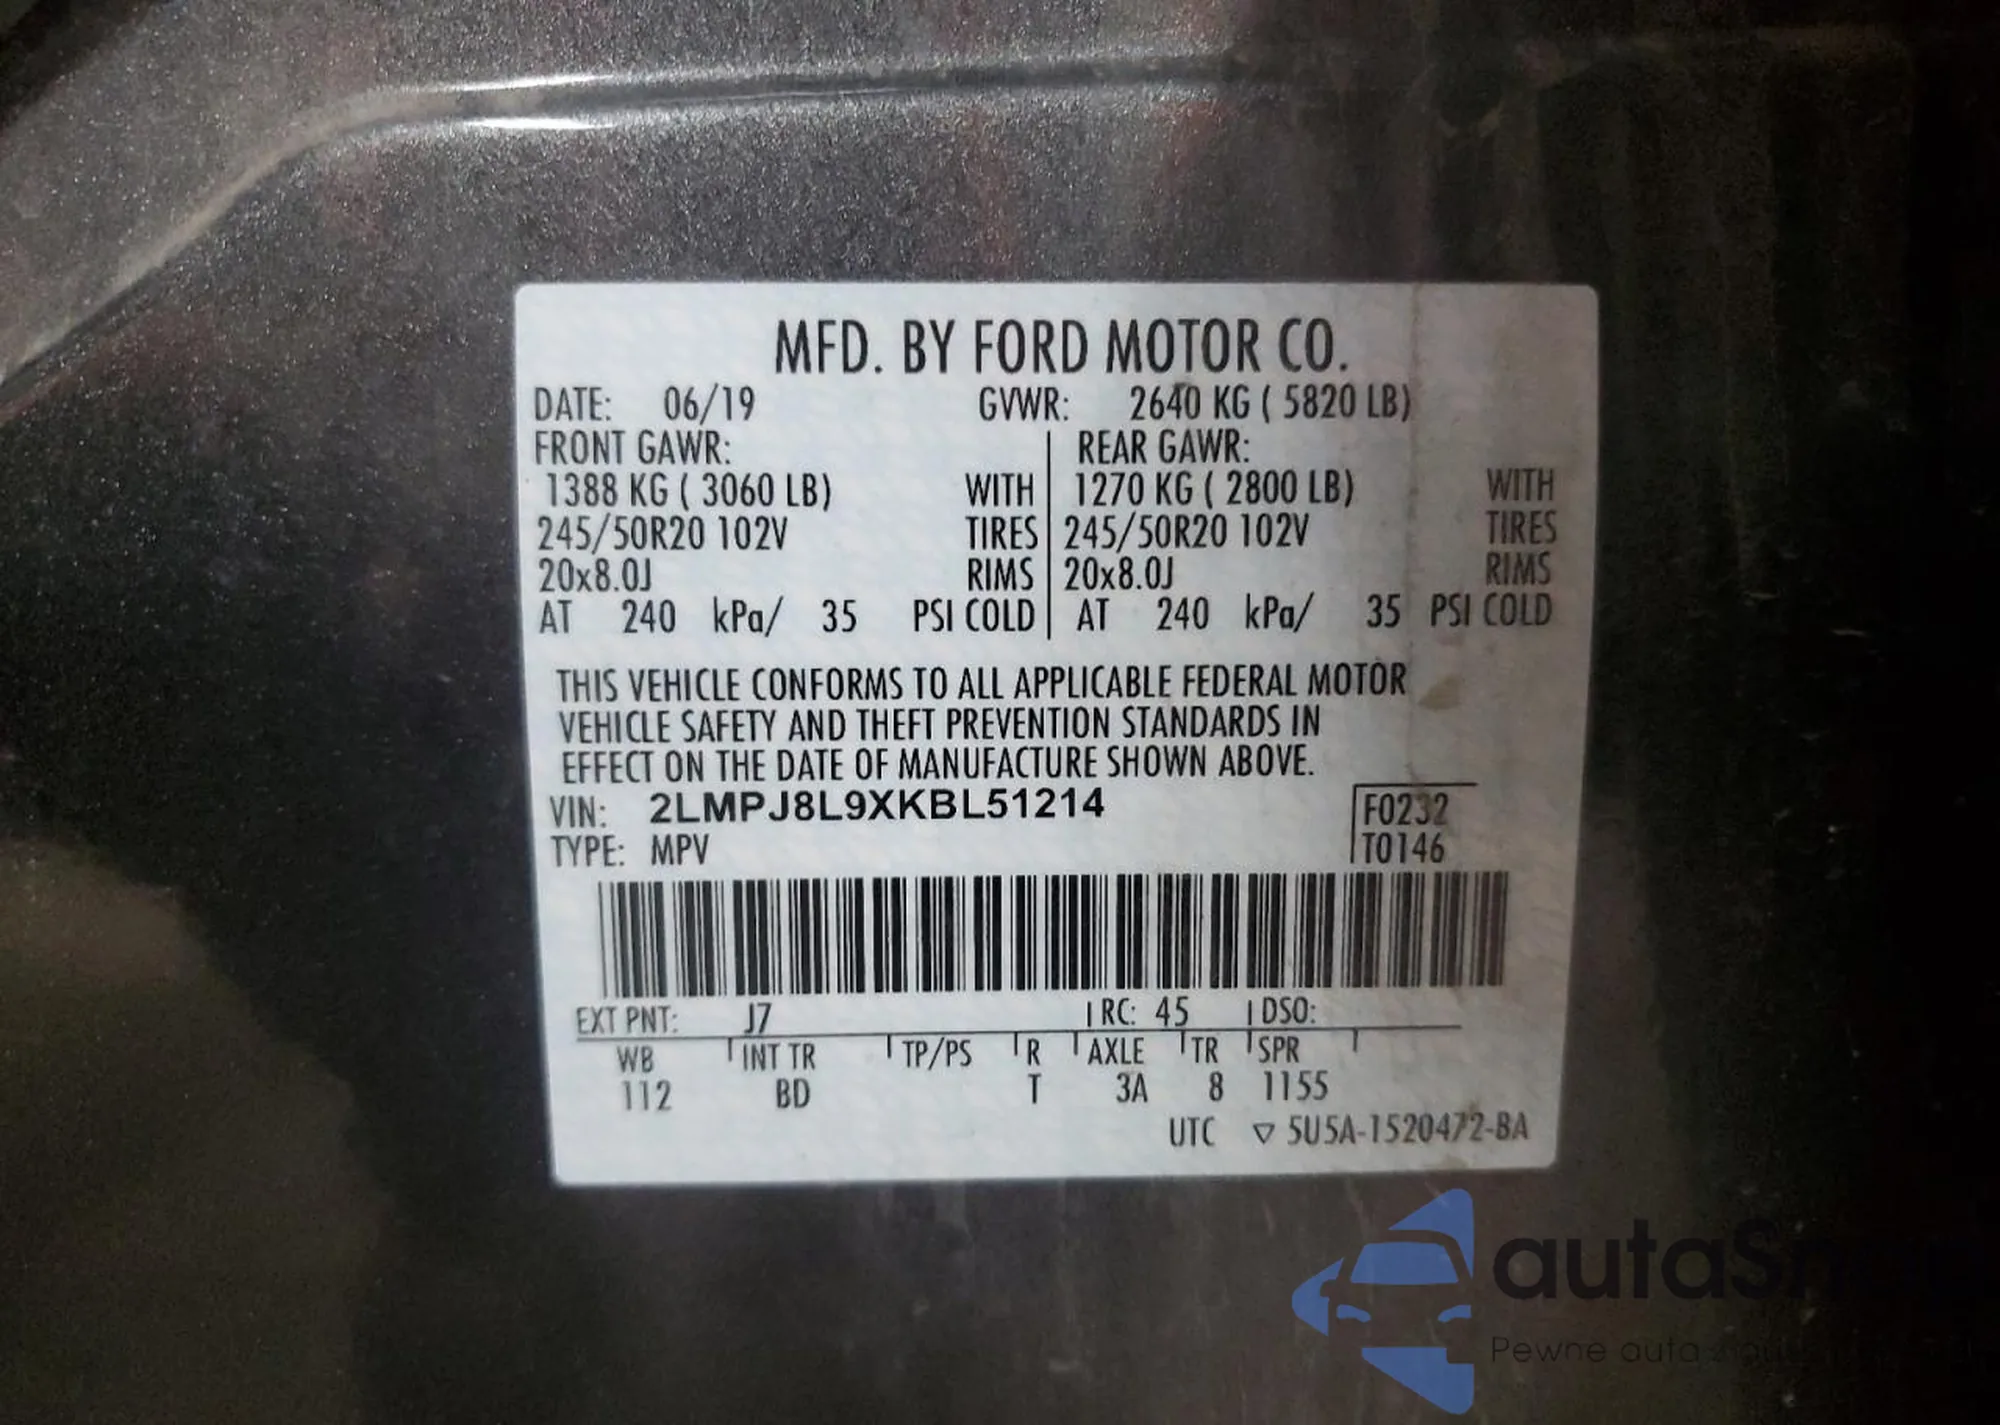 MFD. BY FORD MOTOR CO.
DATE: 06/19 GVWR: 2640 KG ( 5820 LB)
FRONT GAWR: REAR GAWR:
1388 KG ( 3060 LB) WITH 1270 KG ( 2800 LB) WITH
245/50R20 102V TIRES 245/50R20 102V TIRES
20x8.0J RIMS 20x8.0J RIMS
AT 240 kPa/ 35 PSI COLD AT 240 kPa/ 35 PSI COLD
THIS VEHICLE CONFORMS TO ALL APPLICABLE FEDERAL MOTOR
VEHICLE SAFETY AND THEFT PREVENTION STANDARDS IN
EFFECT ON THE DATE OF MANUFACTURE SHOWN ABOVE.
VIN: 2LMPJ8L9XKBL51214 F0232
TYPE: MPV T0146
EXT PNT: J7 RC: 45 DSO:
WB INT TR TP/PS R AXLE TR SPR
112 BD T 3A 8 1155
UTC ▽ 5U5A-1520472-BA
Pewne auta z